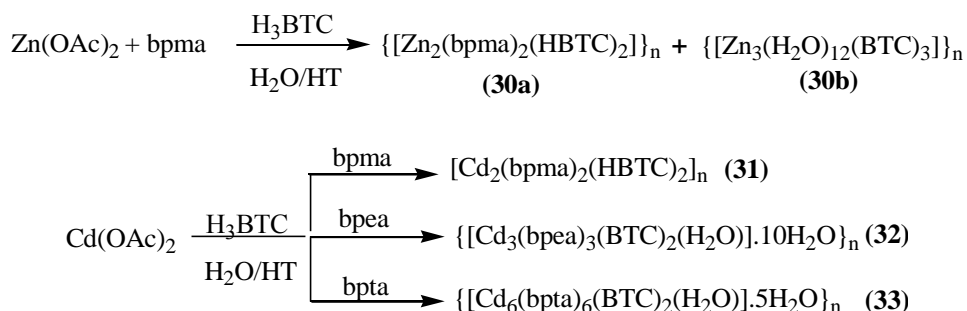 Zn(OAc)₂ + bpma H₃BTC H₂O/HT {[Zn₂(bpma)₂(HBTC)₂]}ₙ + {[Zn₃(H₂O)₁₂(BTC)₃]}ₙ
(30a) (30b)
bpma [Cd₂(bpma)₂(HBTC)₂]ₙ (31)
Cd(OAc)₂ H₃BTC H₂O/HT bpea {[Cd₃(bpea)₃(BTC)₂(H₂O)].10H₂O}ₙ (32)
bpta {[Cd₆(bpta)₆(BTC)₂(H₂O)].5H₂O}ₙ (33)